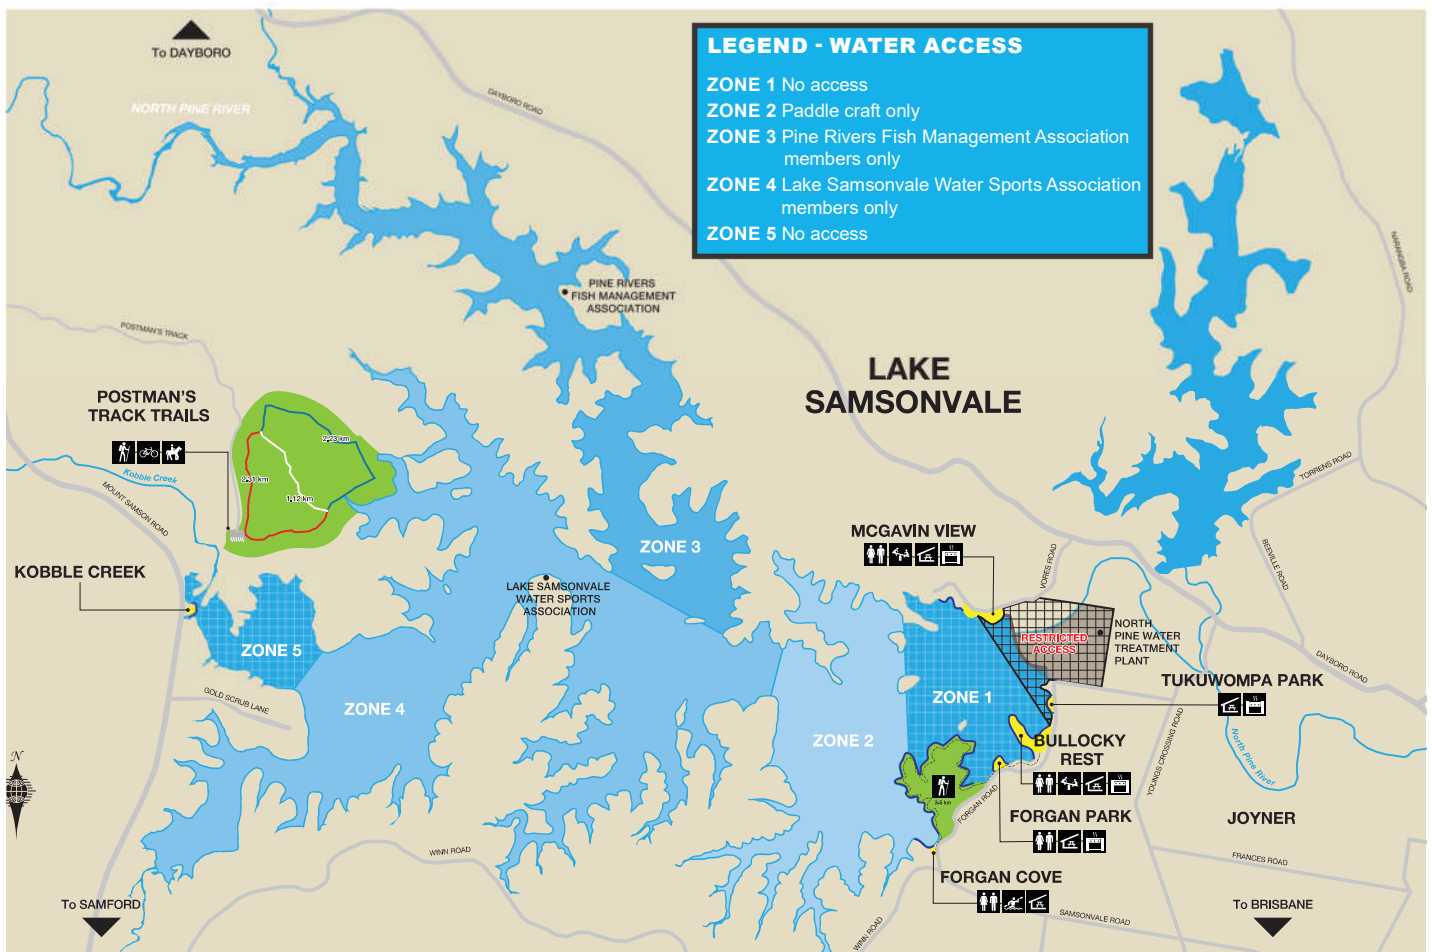 To DAYBORO
NORTH PINE RIVER
DAYBORO ROAD
LEGEND - WATER ACCESS
ZONE 1 No access
ZONE 2 Paddle craft only
ZONE 3 Pine Rivers Fish Management Association
members only
ZONE 4 Lake Samsonvale Water Sports Association
members only
ZONE 5 No access
NARANGBA ROAD
PINE RIVERS
FISH MANAGEMENT
ASSOCIATION
POSTMAN'S TRACK
LAKE
SAMSONVALE
POSTMAN'S
TRACK TRAILS
2.23 km
2.31 km
1.12 km
Kobble Creek
MOUNT SAMSON ROAD
TORRENS ROAD
MCGAVIN VIEW
VORES ROAD
BEEVILLE ROAD
ZONE 3
KOBBLE CREEK
LAKE SAMSONVALE
WATER SPORTS
ASSOCIATION
RESTRICTED
ACCESS
NORTH
PINE WATER
TREATMENT
PLANT
ZONE 5
DAYBORO ROAD
TUKUWOMPA PARK
GOLD SCRUB LANE
ZONE 4
ZONE 1
ZONE 2
BULLOCKY
REST
YOUNGS CROSSING ROAD
North Pine River
N
3.5 km
FORGAN ROAD
FORGAN PARK
JOYNER
WINN ROAD
FRANCES ROAD
FORGAN COVE
To SAMFORD
To BRISBANE
SAMSONVALE ROAD
WINN ROAD